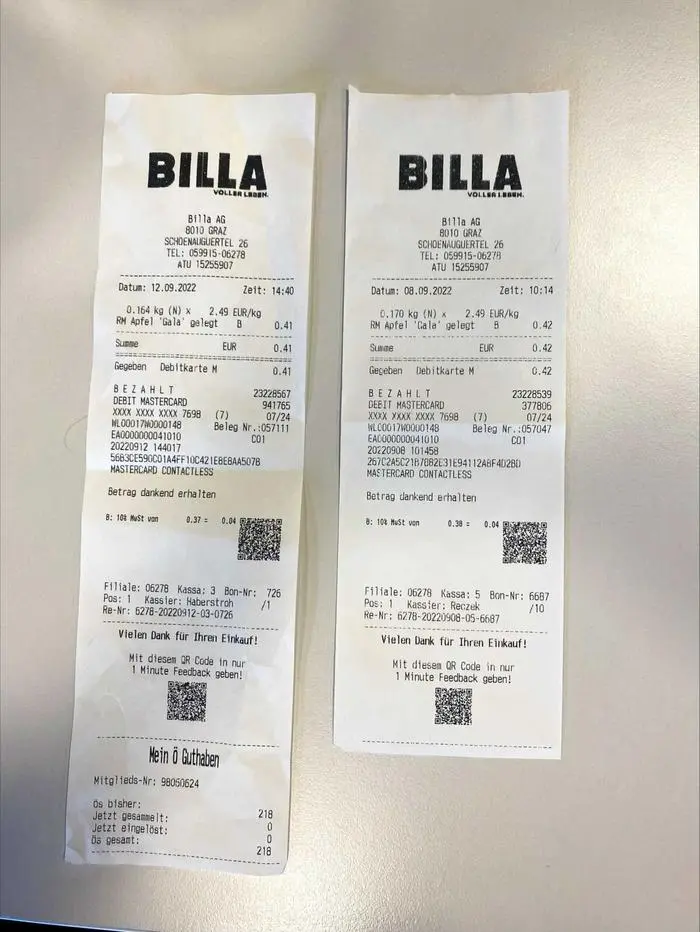 BILLA
VOLLER LEBEN.
Billa AG
8010 GRAZ
SCHOENAUGUERTEL 26
TEL: 059915-06278
ATU 15255907
Datum: 12.09.2022 Zeit: 14:40
0.164 kg (N) x 2.49 EUR/kg
RM Apfel 'Gala' gelegt B 0.41
Summe EUR 0.41
Gegeben Debitkarte M 0.41
B E Z A H L T 23228567
DEBIT MASTERCARD 941765
XXXX XXXX XXXX 7698 (7) 07/24
WL00017W0000148 Beleg Nr.:057111
EA0000000041010 C01
20220912 144017
56B3CE590C01A4FF10C421E8E8AA507B
MASTERCARD CONTACTLESS
Betrag dankend erhalten
B: 10% MwSt von 0.37 = 0.04
Filiale: 06278 Kassa: 3 Bon-Nr: 726
Pos: 1 Kassier: Haberstroh /1
Re-Nr: 6278-20220912-03-0726
Vielen Dank für Ihren Einkauf!
Mit diesem QR Code in nur
1 Minute Feedback geben!
Mein Ö Guthaben
Mitglieds-Nr: 98050624
Ös bisher: 218
Jetzt gesammelt: 0
Jetzt eingelöst: 0
Ös gesamt: 218
BILLA
VOLLER LEBEN.
Billa AG
8010 GRAZ
SCHOENAUGUERTEL 26
TEL: 059915-06278
ATU 15255907
Datum: 08.09.2022 Zeit: 10:14
0.170 kg (N) x 2.49 EUR/kg
RM Apfel 'Gala' gelegt B 0.42
Summe EUR 0.42
Gegeben Debitkarte M 0.42
B E Z A H L T 23228539
DEBIT MASTERCARD 377806
XXXX XXXX XXXX 7698 (7) 07/24
WL00017W0000148 Beleg Nr.:057047
EA0000000041010 C01
20220908 101458
267C2A5C21B7082E31E94112A8F4D2BD
MASTERCARD CONTACTLESS
Betrag dankend erhalten
B: 10% MwSt von 0.38 = 0.04
Filiale: 06278 Kassa: 5 Bon-Nr: 6687
Pos: 1 Kassier: Reczek /10
Re-Nr: 6278-20220908-05-6687
Vielen Dank für Ihren Einkauf!
Mit diesem QR Code in nur
1 Minute Feedback geben!